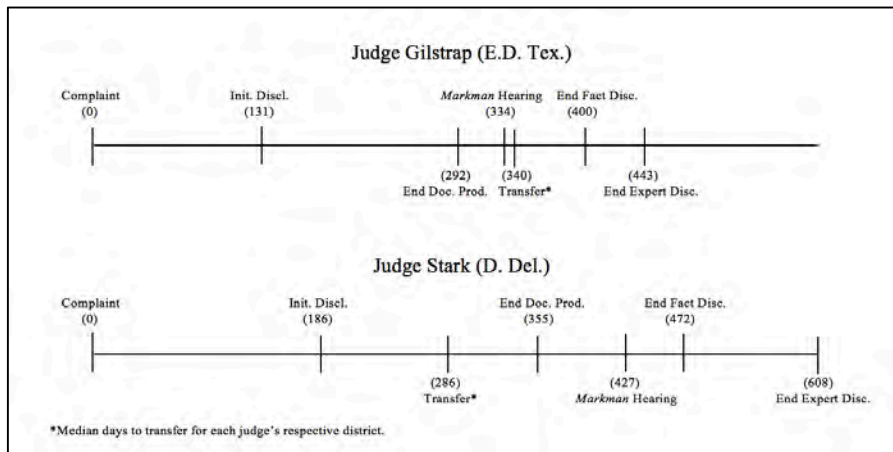 Judge Gilstrap (E.D. Tex.)
Complaint
(0)
Init. Discl.
(131)
Markman Hearing
(334)
End Fact Disc.
(400)
(292)
End Doc. Prod.
(340)
Transfer*
(443)
End Expert Disc.
Judge Stark (D. Del.)
Complaint
(0)
Init. Discl.
(186)
End Doc. Prod.
(355)
End Fact Disc.
(472)
(286)
Transfer*
(427)
Markman Hearing
(608)
End Expert Disc.
*Median days to transfer for each judge's respective district.